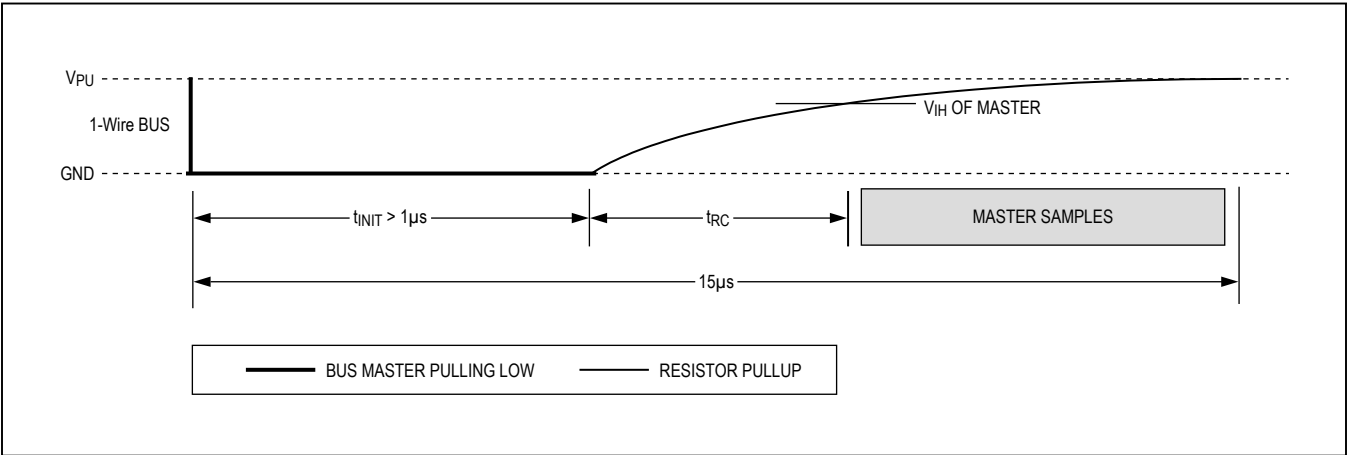 VPU
1-Wire BUS
VIH OF MASTER
GND
tINIT > 1µs
tRC
MASTER SAMPLES
15µs
BUS MASTER PULLING LOW
RESISTOR PULLUP